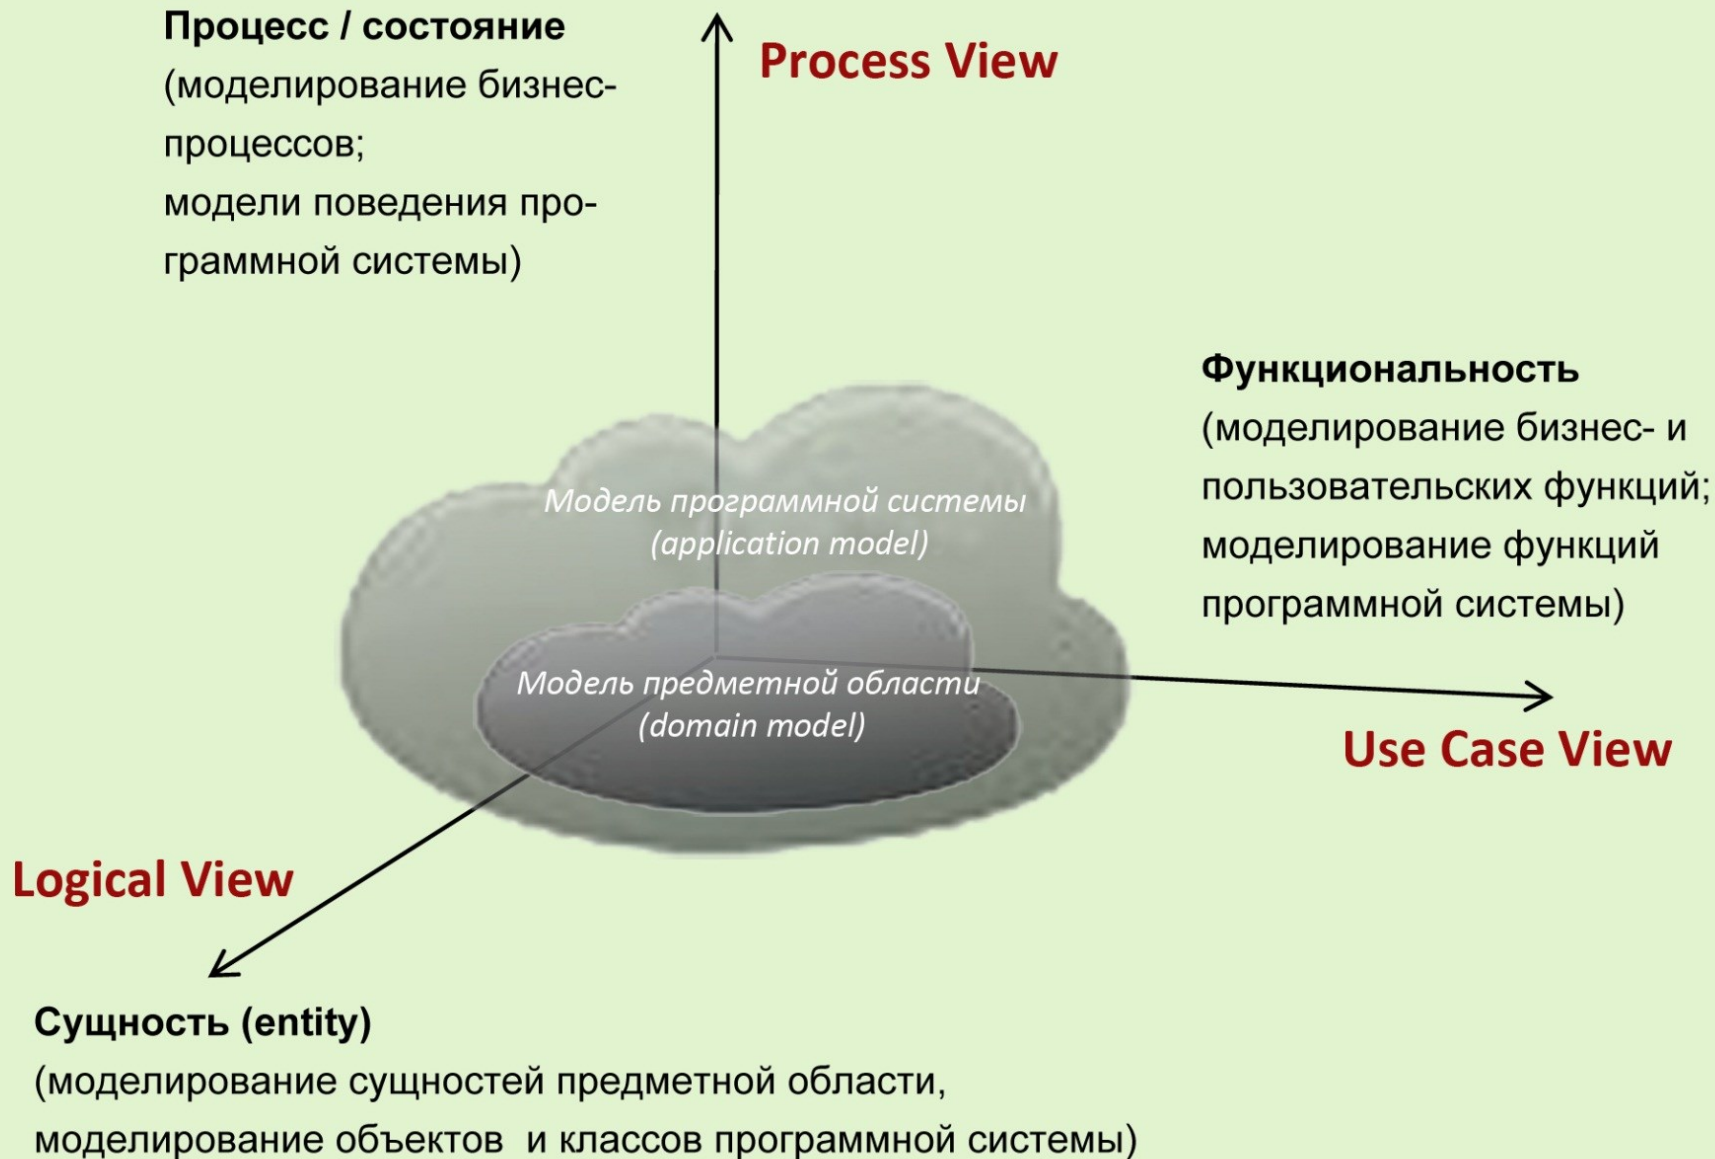 Процесс / состояние
(моделирование бизнес-
процессов;
модели поведения про-
граммной системы)
Process View
Функциональность
(моделирование бизнес- и
пользовательских функций;
моделирование функций
программной системы)
Модель программной системы
(application model)
Модель предметной области
(domain model)
Use Case View
Logical View
Сущность (entity)
(моделирование сущностей предметной области,
моделирование объектов и классов программной системы)